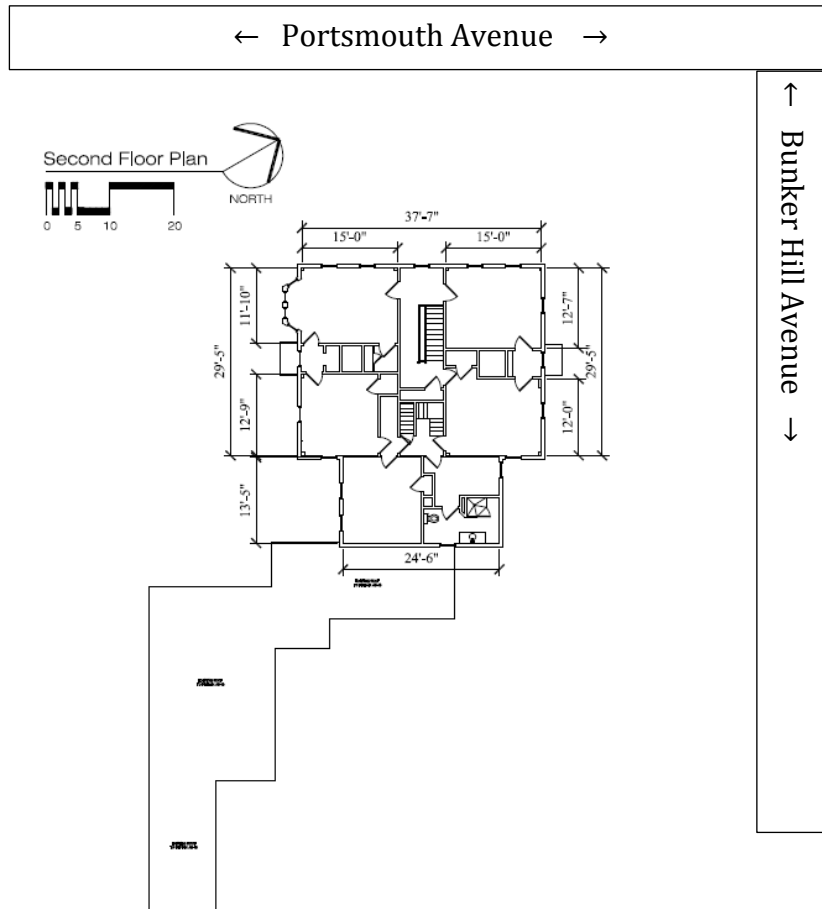 ← Portsmouth Avenue →
← Bunker Hill Avenue →
Second Floor Plan
NORTH
0 5 10 20
37'-7"
15'-0" 15'-0"
11'-10"
29'-5"
12'-9"
13'-5"
12'-7"
29'-5"
12'-0"
24'-6"